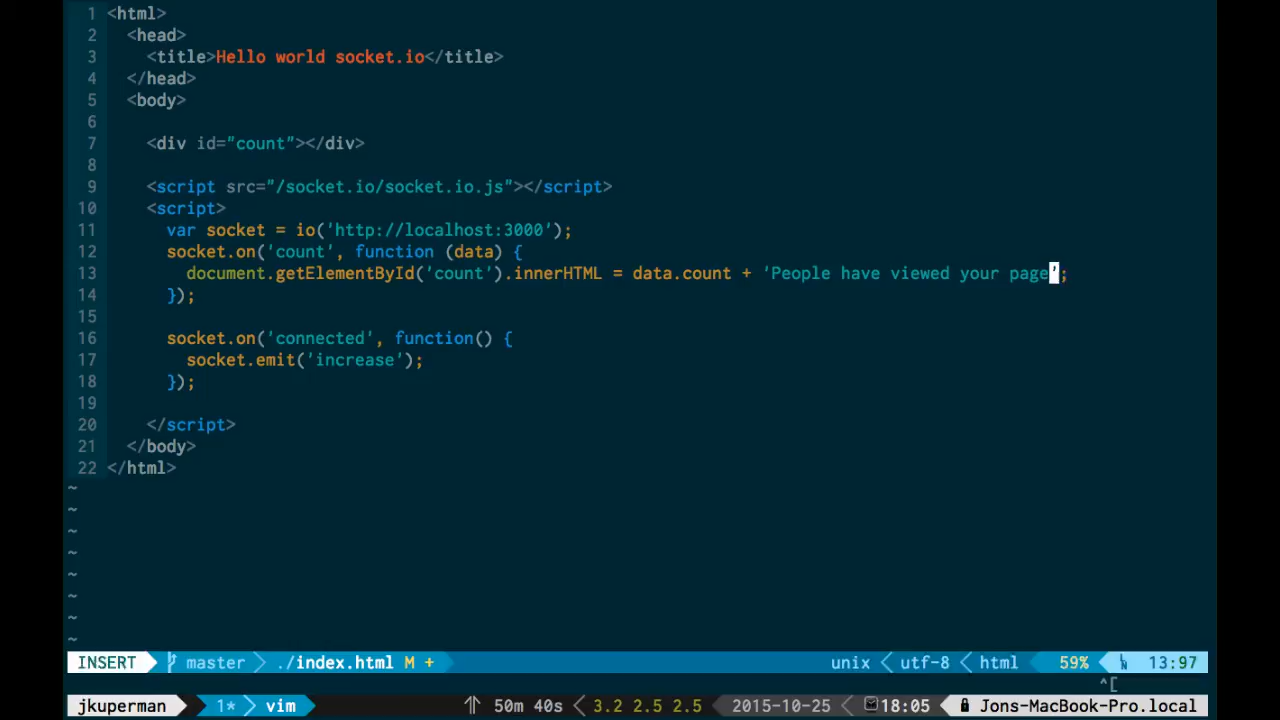 1 <html>
2 <head>
3 <title>Hello world socket.io</title>
4 </head>
5 <body>
6
7 <div id="count"></div>
8
9 <script src="/socket.io/socket.io.js"></script>
10 <script>
11 var socket = io('http://localhost:3000');
12 socket.on('count', function (data) {
13 document.getElementById('count').innerHTML = data.count + 'People have viewed your page';
14 });
15
16 socket.on('connected', function() {
17 socket.emit('increase');
18 });
19
20 </script>
21 </body>
22 </html>
~
~
~
~
~
~
~
~
INSERT master ./index.html M + unix utf-8 html 59% 13:97
^[
jkuperman 1* vim 50m 40s 3.2 2.5 2.5 2015-10-25 18:05 Jons-MacBook-Pro.local